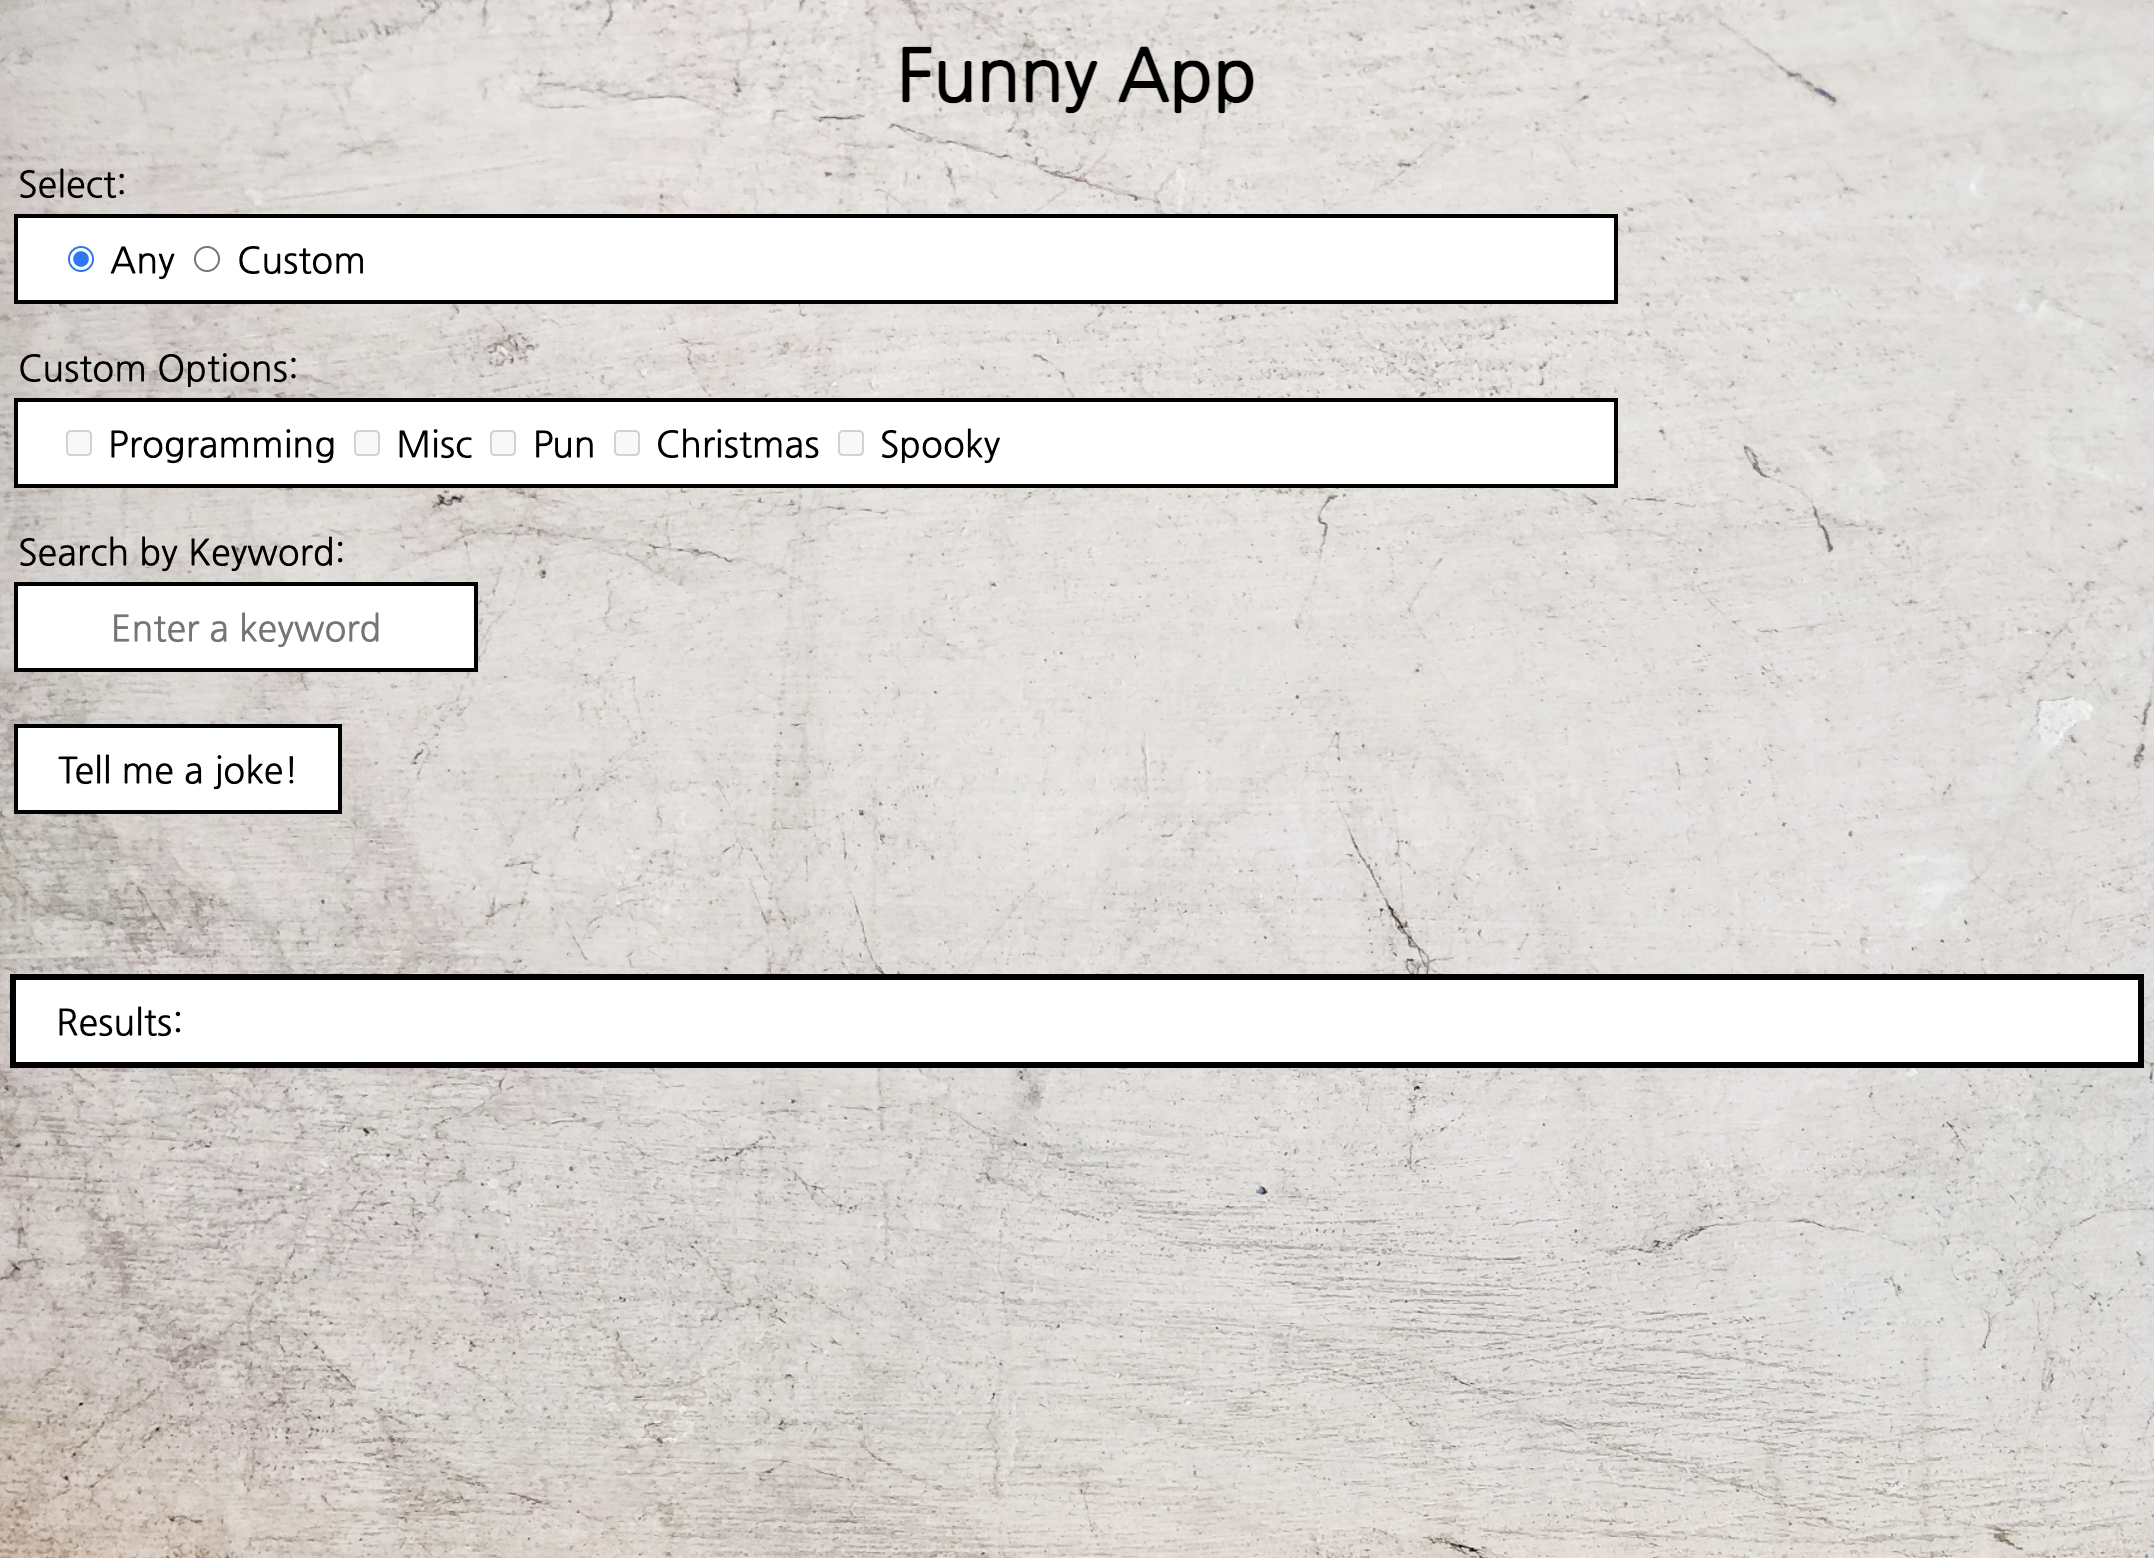 Funny App
Select:
Any Custom
Custom Options:
Programming Misc Pun Christmas Spooky
Search by Keyword:
Enter a keyword
Tell me a joke!
Results: